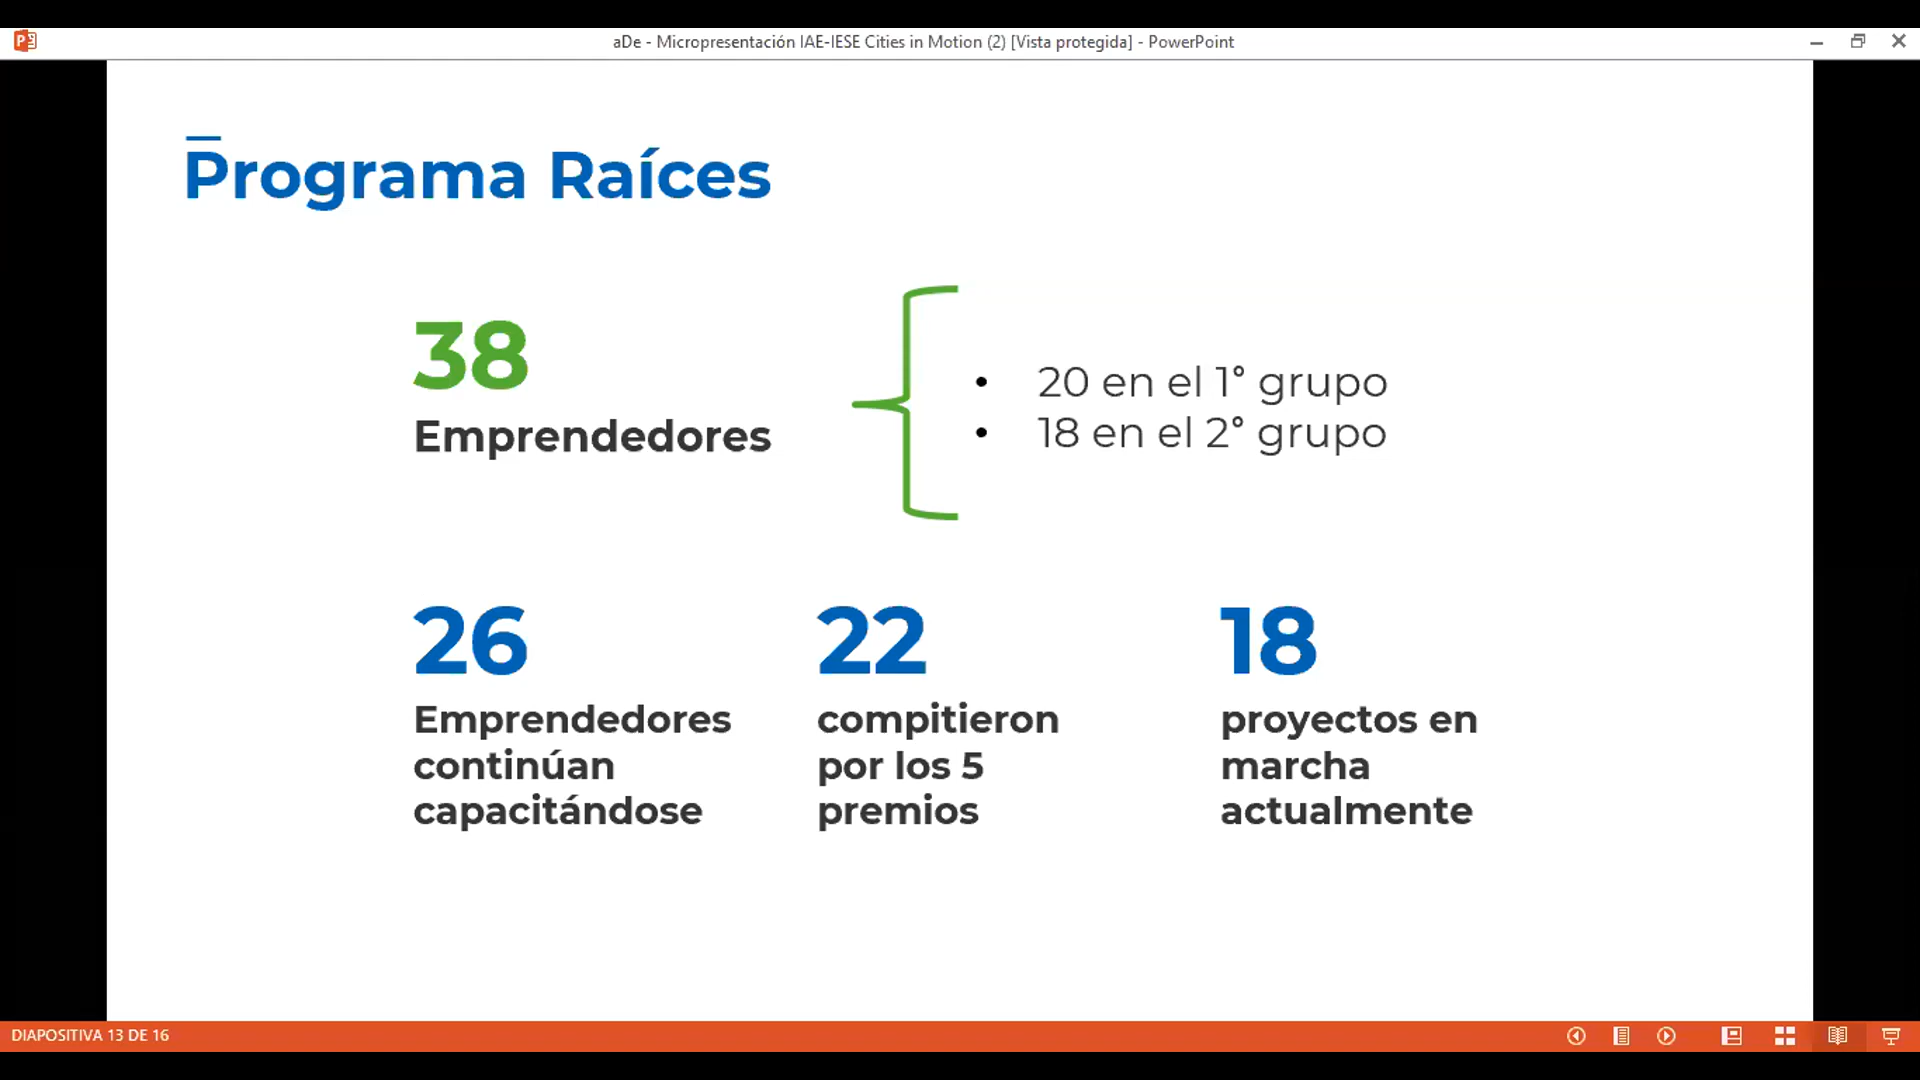 aDe - Micropresentación IAE-IESE Cities in Motion (2) [Vista protegida] - PowerPoint
Programa Raíces
38
Emprendedores
• 20 en el 1° grupo
• 18 en el 2° grupo
26
Emprendedores
continúan
capacitándose
22
compitieron
por los 5
premios
18
proyectos en
marcha
actualmente
DIAPOSITIVA 13 DE 16